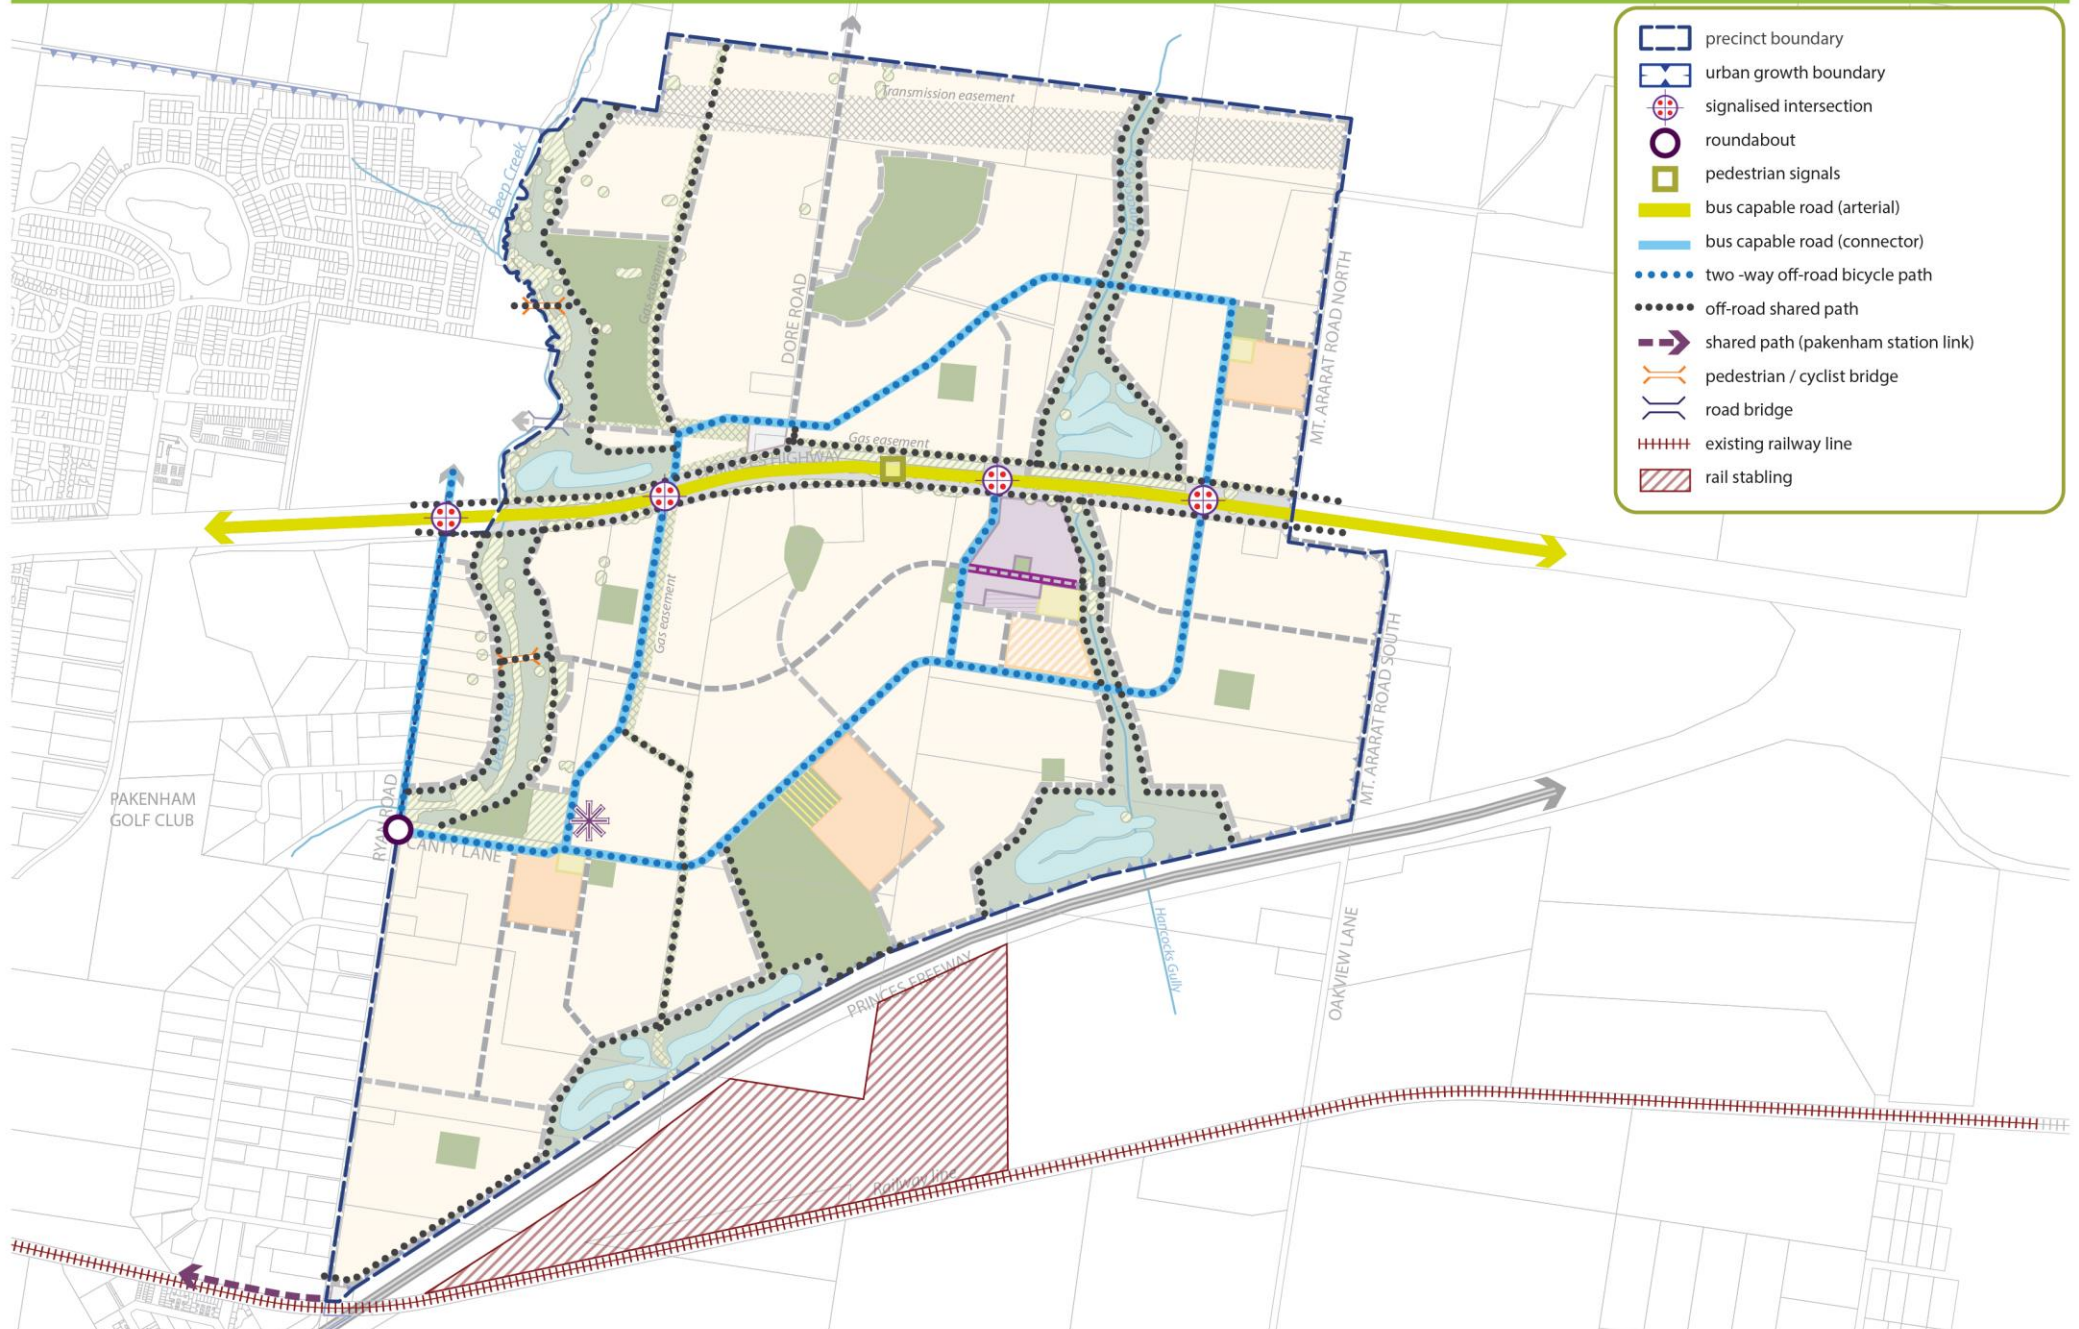 precinct boundary
urban growth boundary
signalised intersection
roundabout
pedestrian signals
bus capable road (arterial)
bus capable road (connector)
two -way off-road bicycle path
off-road shared path
shared path (pakenham station link)
pedestrian / cyclist bridge
road bridge
existing railway line
rail stabling
Transmission easement
Deep Creek
Gas easement
DORE ROAD
MT. ARARAT ROAD NORTH
Gas easement
HIGHWAY
Gas easement
MT. ARARAT ROAD SOUTH
Deep Creek
PAKENHAM
GOLF CLUB
RYAN ROAD
CANTY LANE
PRINCES FREEWAY
Hancocks Gully
OAKVIEW LANE
Railway line